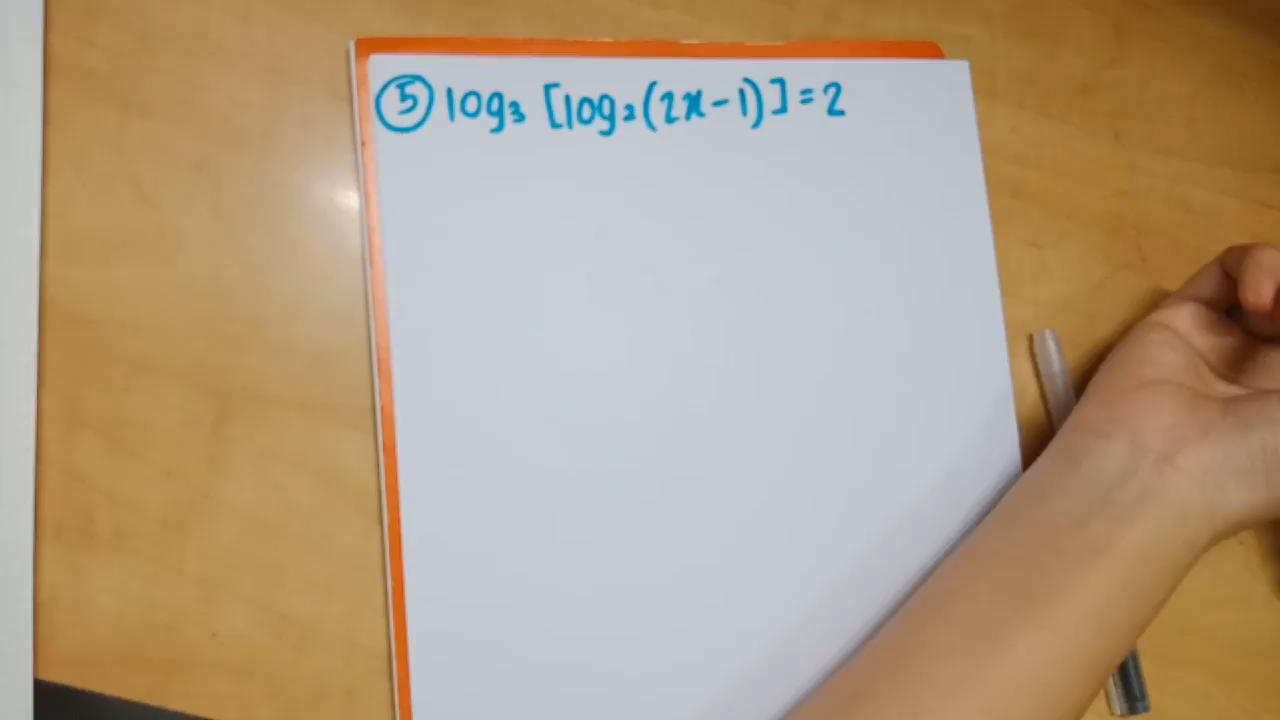 ⑤ log₃ [log₂(2x-1)] = 2